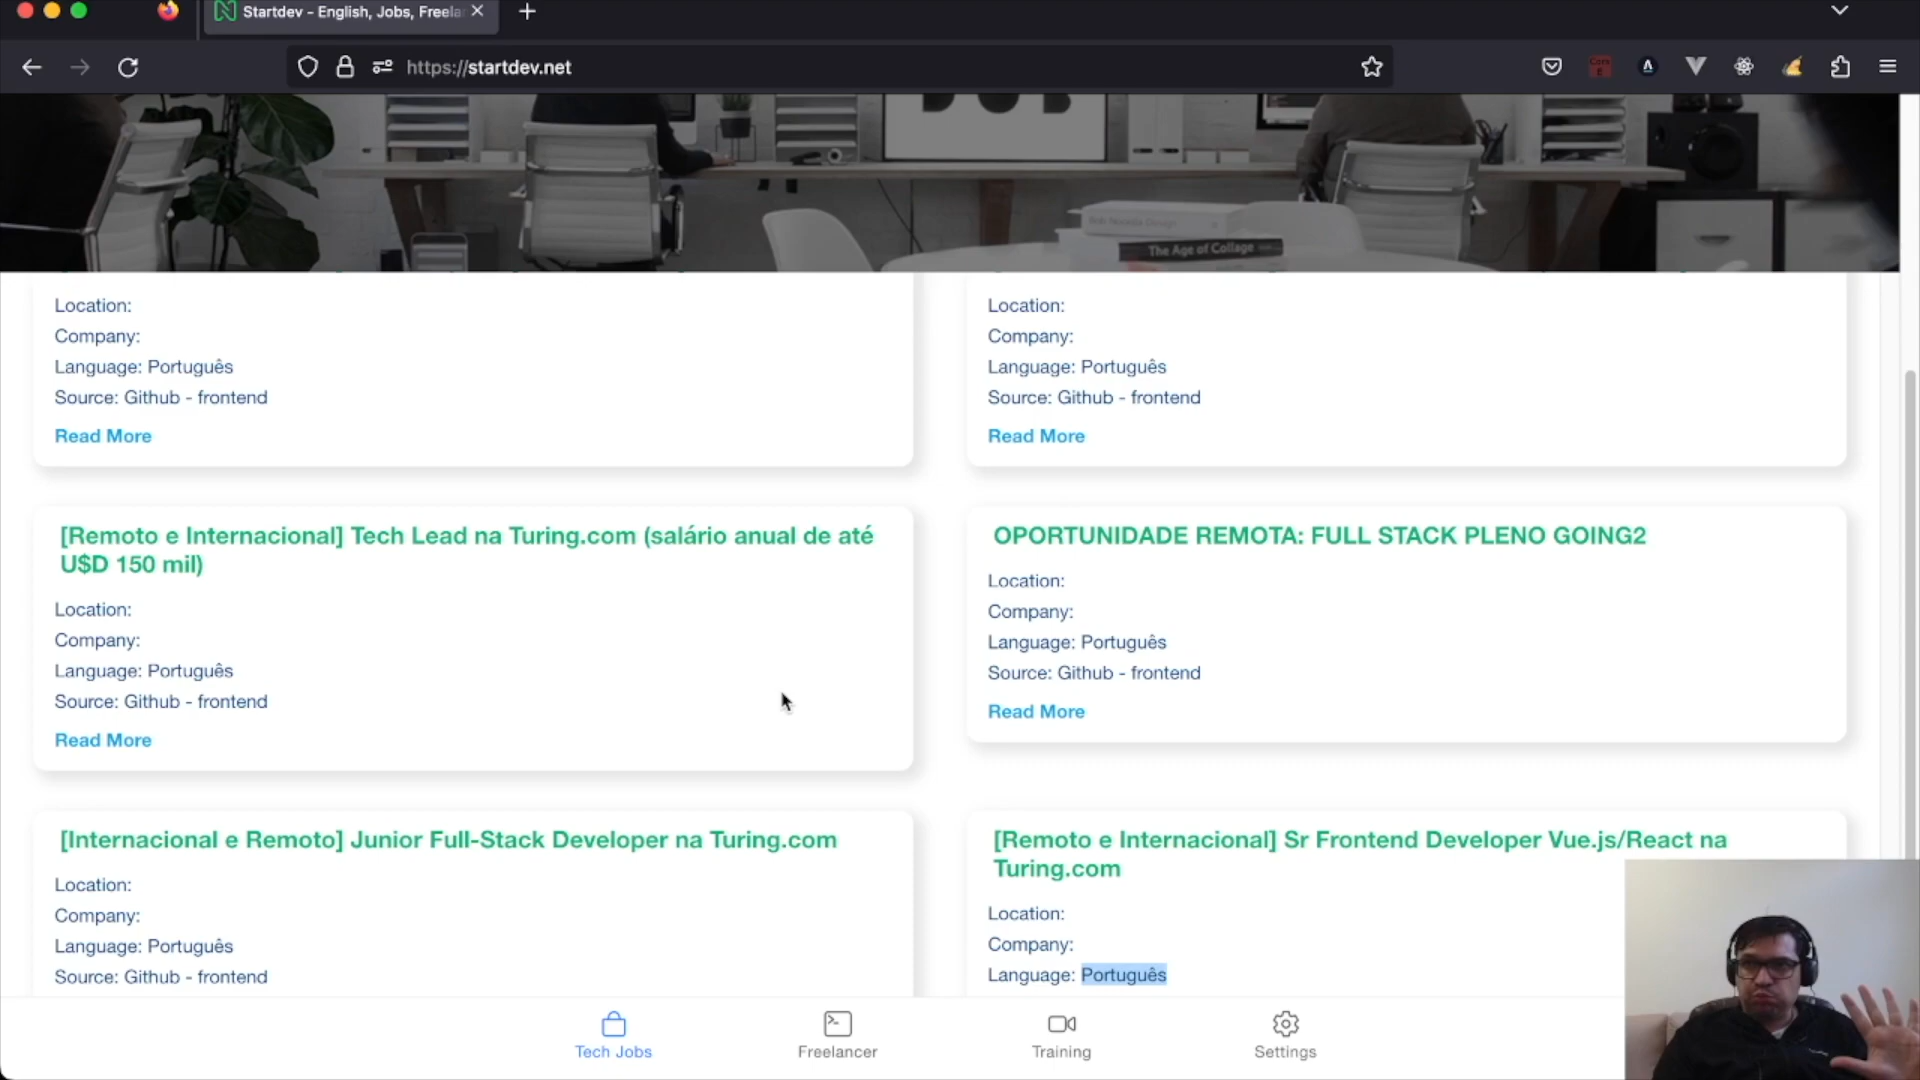 Startdev - English, Jobs, Freela
https://startdev.net
The Age of Collage
Location:
Company:
Language: Português
Source: Github - frontend
Read More
Location:
Company:
Language: Português
Source: Github - frontend
Read More
[Remoto e Internacional] Tech Lead na Turing.com (salário anual de até
U$D 150 mil)
Location:
Company:
Language: Português
Source: Github - frontend
Read More
OPORTUNIDADE REMOTA: FULL STACK PLENO GOING2
Location:
Company:
Language: Português
Source: Github - frontend
Read More
[Internacional e Remoto] Junior Full-Stack Developer na Turing.com
Location:
Company:
Language: Português
Source: Github - frontend
[Remoto e Internacional] Sr Frontend Developer Vue.js/React na
Turing.com
Location:
Company:
Language: Português
Tech Jobs
Freelancer
Training
Settings